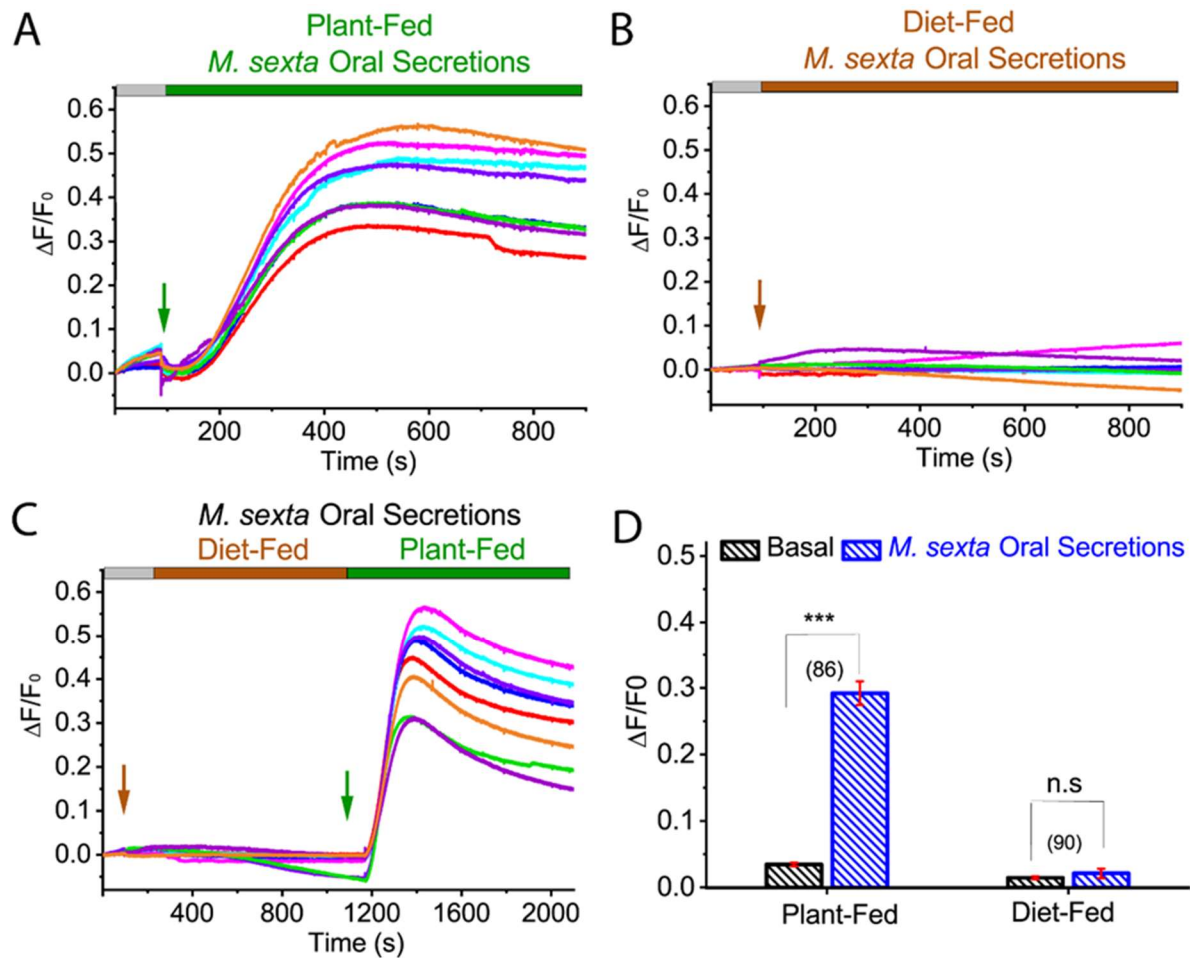 A
Plant-Fed
M. sexta Oral Secretions
0.6
0.5
0.4
0.3
0.2
0.1
0.0
ΔF/F₀
200 400 600 800
Time (s)
B
Diet-Fed
M. sexta Oral Secretions
0.6
0.5
0.4
0.3
0.2
0.1
0.0
ΔF/F₀
200 400 600 800
Time (s)
C
M. sexta Oral Secretions
Diet-Fed Plant-Fed
0.6
0.5
0.4
0.3
0.2
0.1
0.0
ΔF/F₀
400 800 1200 1600 2000
Time (s)
D
Basal M. sexta Oral Secretions
0.5
0.4
0.3
0.2
0.1
0.0
ΔF/F0
***
(86)
n.s
(90)
Plant-Fed Diet-Fed